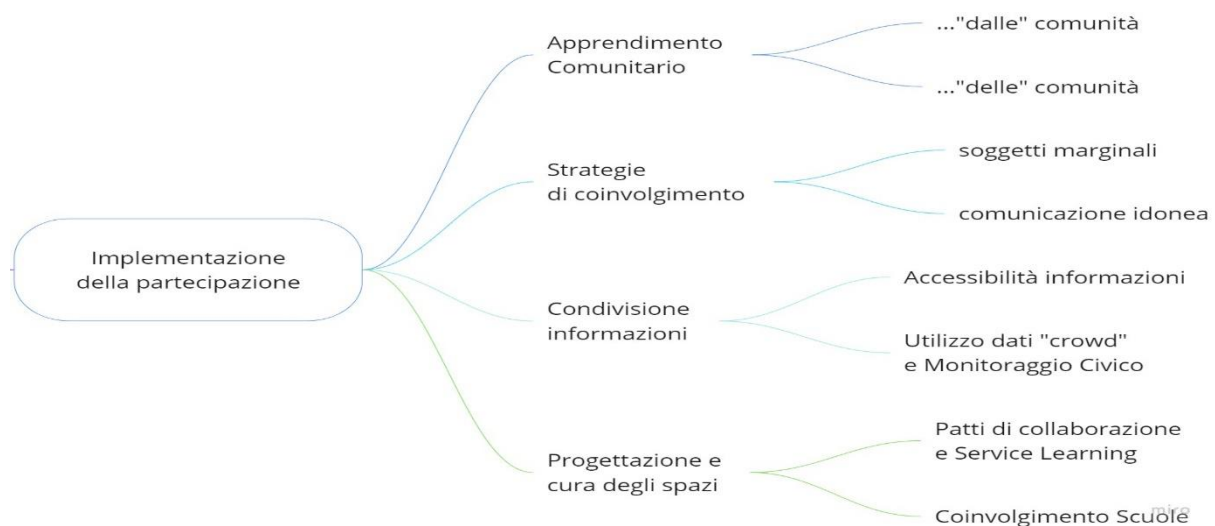 Implementazione
della partecipazione
Apprendimento
Comunitario
..."dalle" comunità
..."delle" comunità
Strategie
di coinvolgimento
soggetti marginali
comunicazione idonea
Condivisione
informazioni
Accessibilità informazioni
Utilizzo dati "crowd"
e Monitoraggio Civico
Progettazione e
cura degli spazi
Patti di collaborazione
e Service Learning
Coinvolgimento Scuole
miro